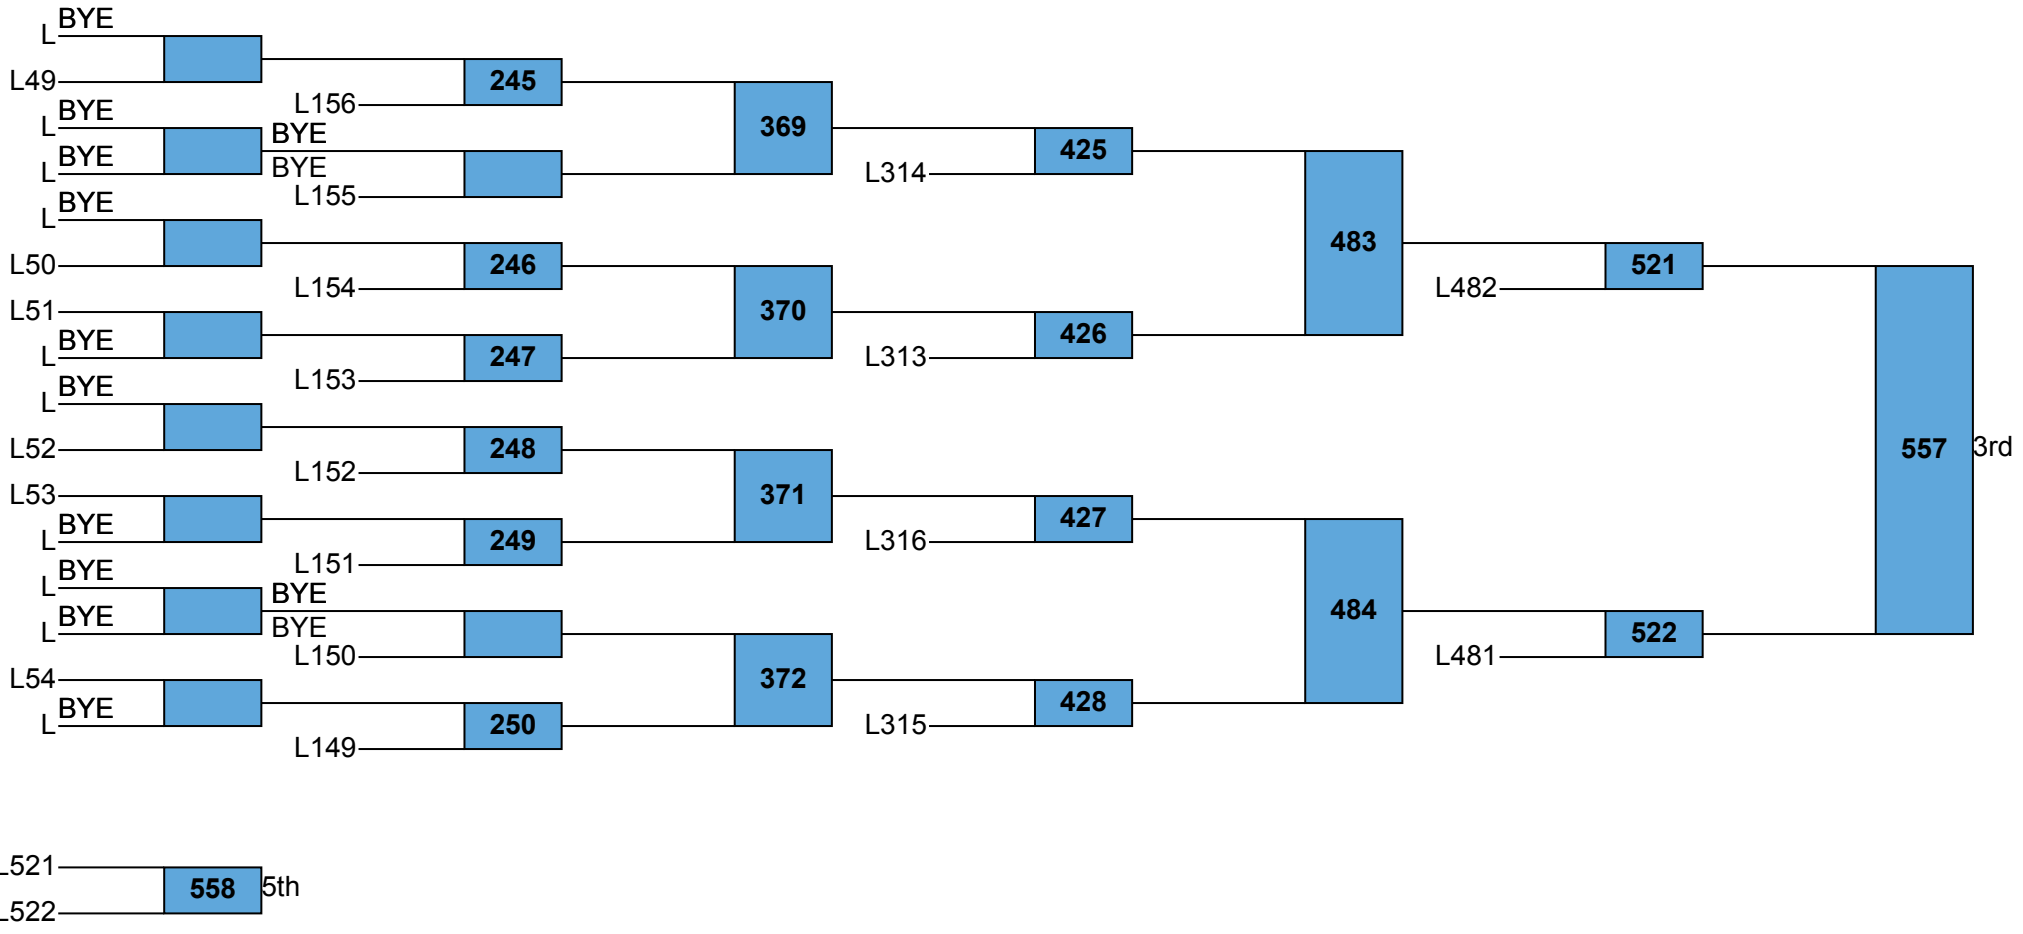 BYE
L
L49
BYE
L
BYE
L
BYE
L
L50
L51
BYE
L
BYE
L
L52
L53
BYE
L
BYE
L
BYE
L
L54
BYE
L
BYE
BYE
BYE
BYE
L156
L155
L154
L153
L152
L151
L150
L149
245
246
247
248
249
250
369
370
371
372
L314
L313
L316
L315
425
426
427
428
483
484
L482
L481
521
522
557 3rd
L521
L522
558 5th